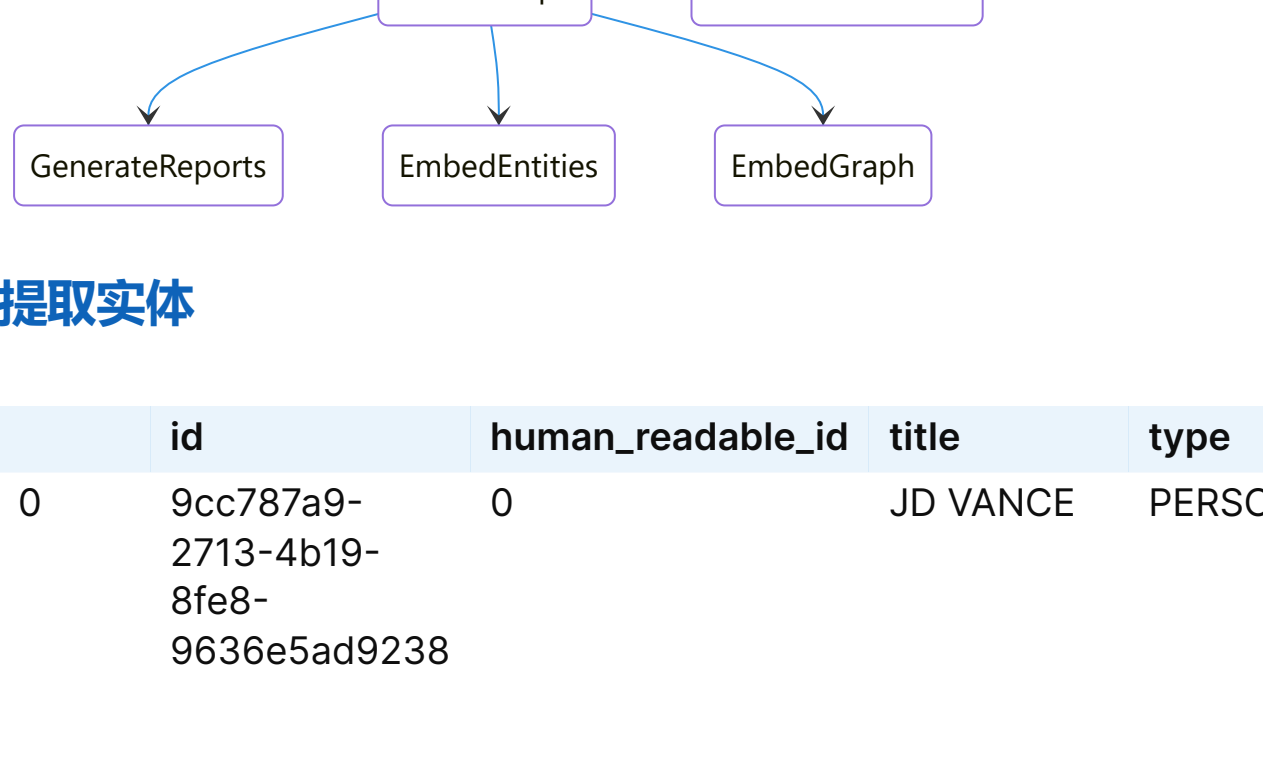 GenerateReports
EmbedEntities
EmbedGraph
提取实体
id
human_readable_id
title
type
0
9cc787a9-
2713-4b19-
8fe8-
9636e5ad9238
0
JD VANCE